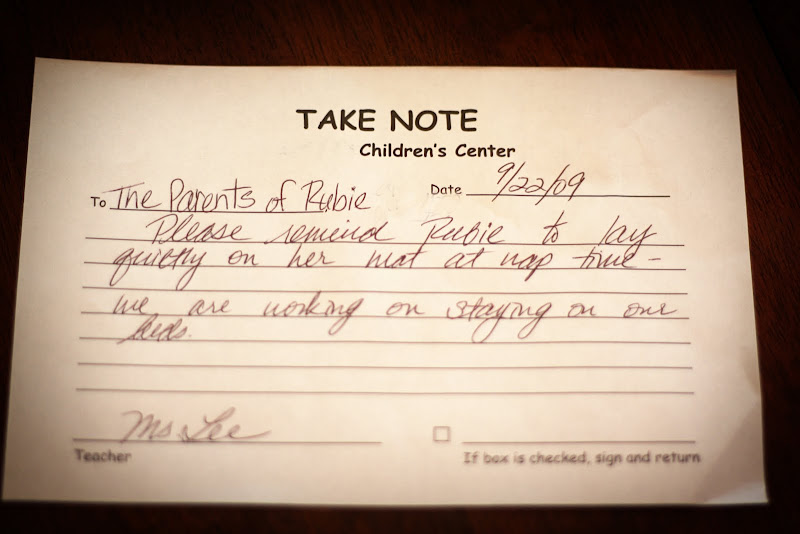 TAKE NOTE
Children's Center
To The Parents of Rubie Date 9/22/09
Please remind Rubie to lay
quietly on her mat at nap time -
we are working on staying on our
beds.
Ms. Lee
Teacher If box is checked, sign and return